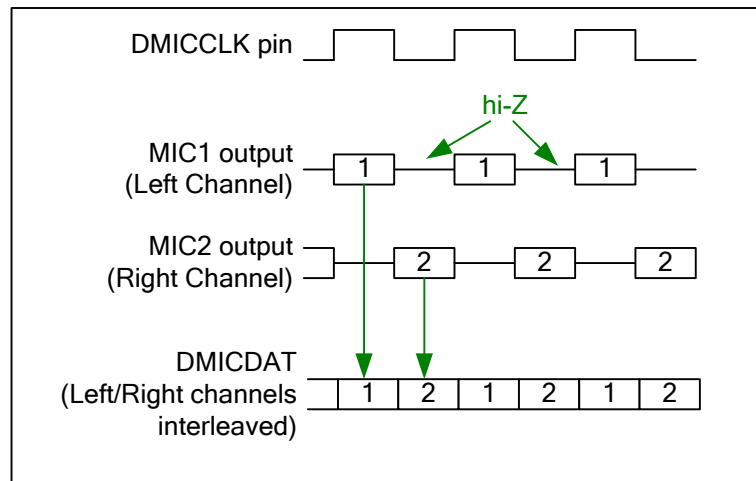 DMICCLK pin
hi-Z
MIC1 output
(Left Channel)
1 1 1
MIC2 output
(Right Channel)
2 2 2
DMICDAT
(Left/Right channels
interleaved)
1 2 1 2 1 2